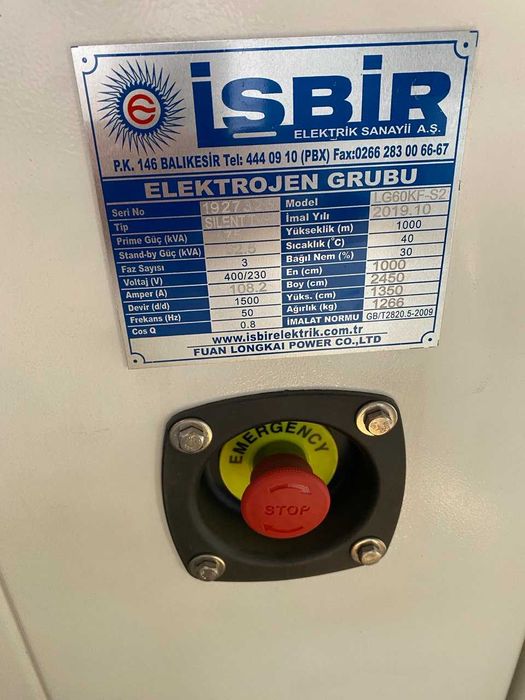 İŞBİR
ELEKTRİK SANAYİİ A.Ş.
P.K. 146 BALIKESİR Tel: 444 09 10 (PBX) Fax:0266 283 00 66-67
ELEKTROJEN GRUBU
Seri No
Tip SILENT
Prime Güç (kVA) 75
Stand-by Güç (kVA) 82.5
Faz Sayısı 3
Voltaj (V) 400/230
Amper (A) 108.2
Devir (d/d) 1500
Frekans (Hz) 50
Cos Q 0.8
Model LG60KF-S2
İmal Yılı 2019.10
Yükseklik (m) 1000
Sıcaklık (°C) 40
Bağıl Nem (%) 30
En (cm) 1000
Boy (cm) 2450
Yüks. (cm) 1350
Ağırlık (kg) 1266
İMALAT NORMU GB/T2820.5-2009
www.isbirelektrik.com.tr
FUAN LONGKAI POWER CO.,LTD
EMERGENCY
STOP